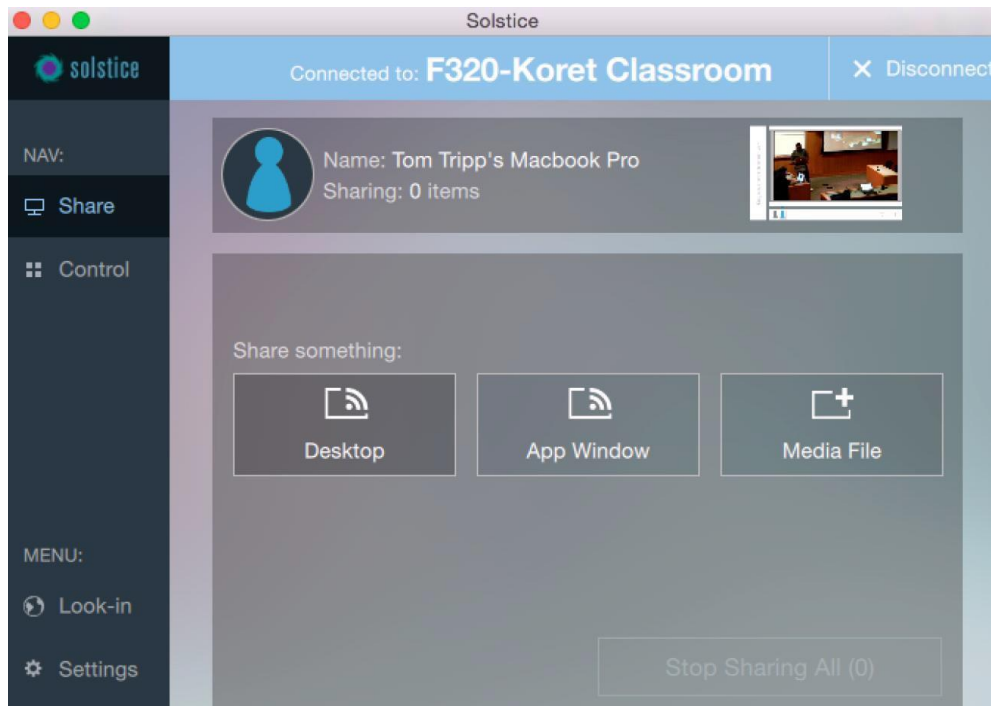 Solstice
solstice
Connected to: F320-Koret Classroom
Disconnect
NAV:
Share
Control
Name: Tom Tripp's Macbook Pro
Sharing: 0 items
Share something:
Desktop
App Window
Media File
MENU:
Look-in
Settings
Stop Sharing All (0)